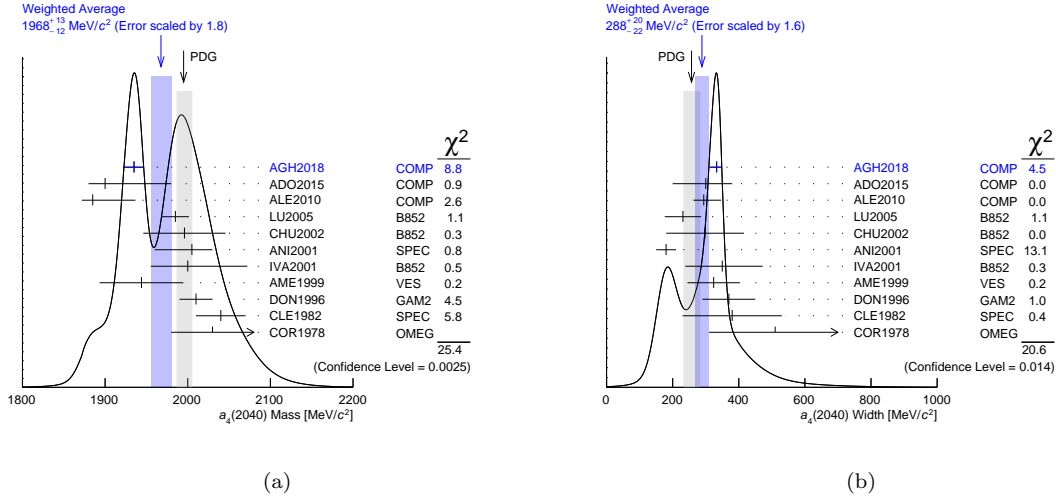 Weighted Average
1968 +13 −12 MeV/c² (Error scaled by 1.8)
PDG
χ²
AGH2018 COMP 8.8
ADO2015 COMP 0.9
ALE2010 COMP 2.6
LU2005 B852 1.1
CHU2002 B852 0.3
ANI2001 SPEC 0.8
IVA2001 B852 0.5
AME1999 VES 0.2
DON1996 GAM2 4.5
CLE1982 SPEC 5.8
COR1978 OMEG
25.4
(Confidence Level = 0.0025)
1800 1900 2000 2100 2200
a₄(2040) Mass [MeV/c²]
(a)
Weighted Average
288 +20 −22 MeV/c² (Error scaled by 1.6)
PDG
χ²
AGH2018 COMP 4.5
ADO2015 COMP 0.0
ALE2010 COMP 0.0
LU2005 B852 1.1
CHU2002 B852 0.0
ANI2001 SPEC 13.1
IVA2001 B852 0.3
AME1999 VES 0.2
DON1996 GAM2 1.0
CLE1982 SPEC 0.4
COR1978 OMEG
20.6
(Confidence Level = 0.014)
0 200 400 600 800 1000
a₄(2040) Width [MeV/c²]
(b)